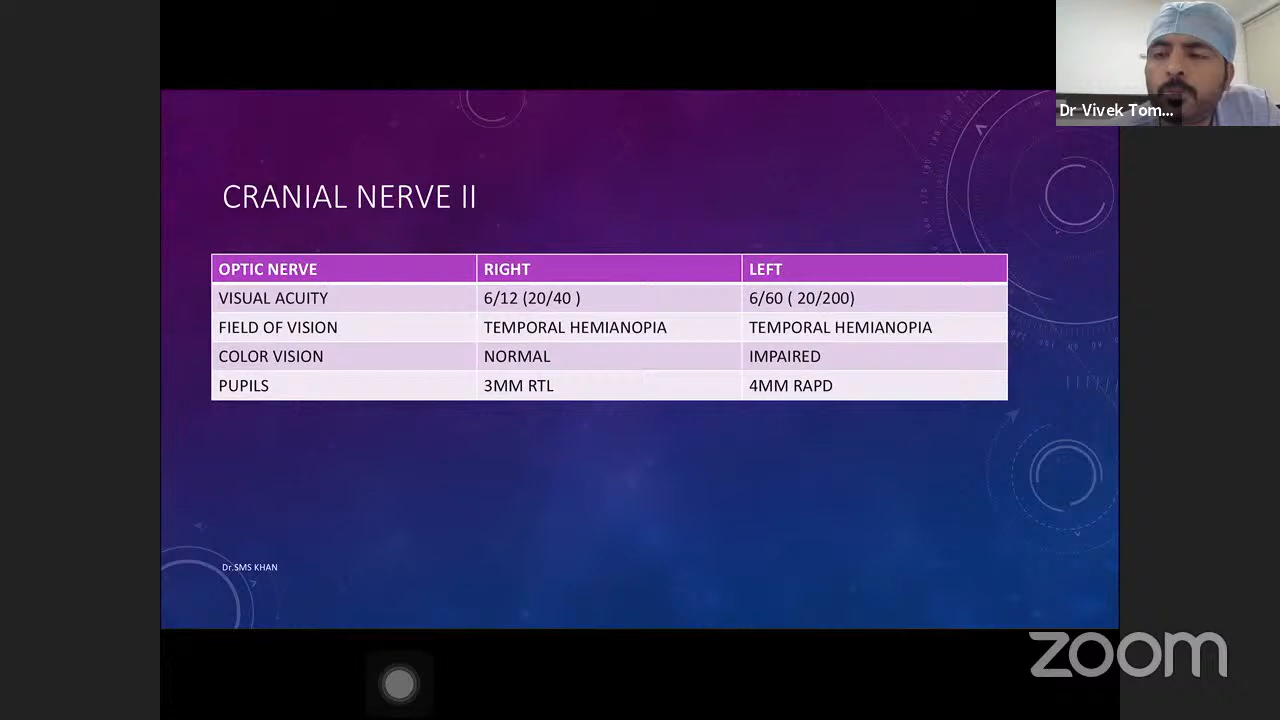 Dr Vivek Tom...
CRANIAL NERVE II
OPTIC NERVE RIGHT LEFT
VISUAL ACUITY 6/12 (20/40 ) 6/60 ( 20/200)
FIELD OF VISION TEMPORAL HEMIANOPIA TEMPORAL HEMIANOPIA
COLOR VISION NORMAL IMPAIRED
PUPILS 3MM RTL 4MM RAPD
Dr.SMS KHAN
zoom